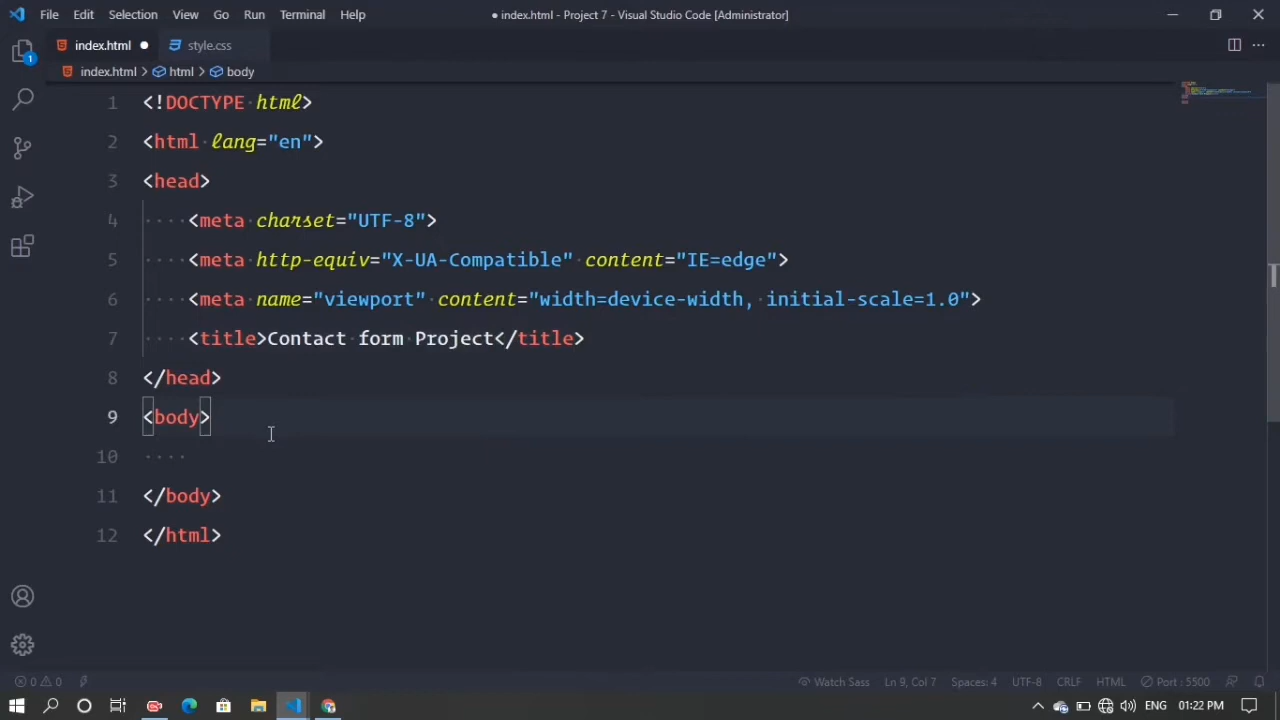 File Edit Selection View Go Run Terminal Help
● index.html - Project 7 - Visual Studio Code [Administrator]
index.html ● style.css
index.html > html > body
1 <!DOCTYPE html>
2 <html lang="en">
3 <head>
4 ····<meta charset="UTF-8">
5 ····<meta http-equiv="X-UA-Compatible" content="IE=edge">
6 ····<meta name="viewport" content="width=device-width, initial-scale=1.0">
7 ····<title>Contact form Project</title>
8 </head>
9 <body>
10 ····
11 </body>
12 </html>
1
0 0 Watch Sass Ln 9, Col 7 Spaces: 4 UTF-8 CRLF HTML Port : 5500
ENG 01:22 PM